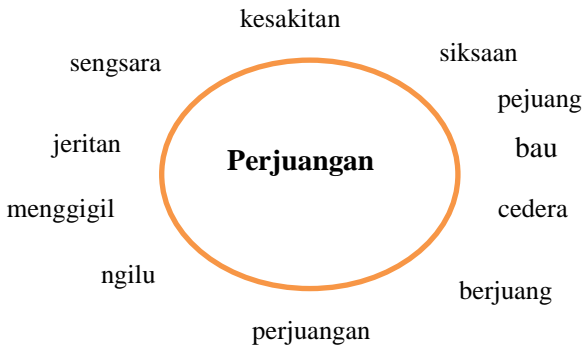 kesakitan
siksaan
sengsara
pejuang
jeritan
bau
Perjuangan
menggigil
cedera
ngilu
berjuang
perjuangan